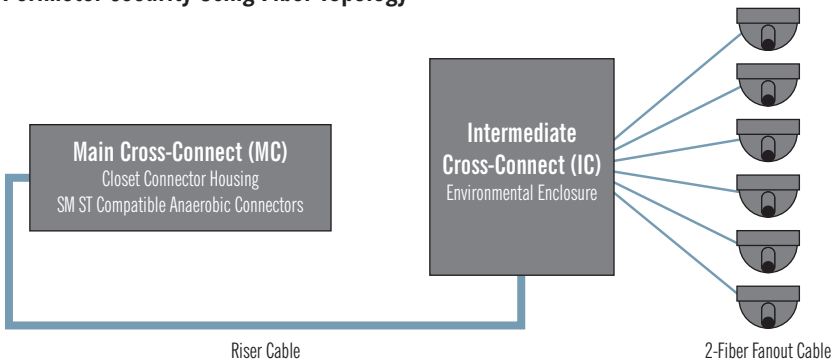 Perimeter Security Using Fiber Topology
Main Cross-Connect (MC)
Closet Connector Housing
SM ST Compatible Anaerobic Connectors
Intermediate
Cross-Connect (IC)
Environmental Enclosure
Riser Cable
2-Fiber Fanout Cable